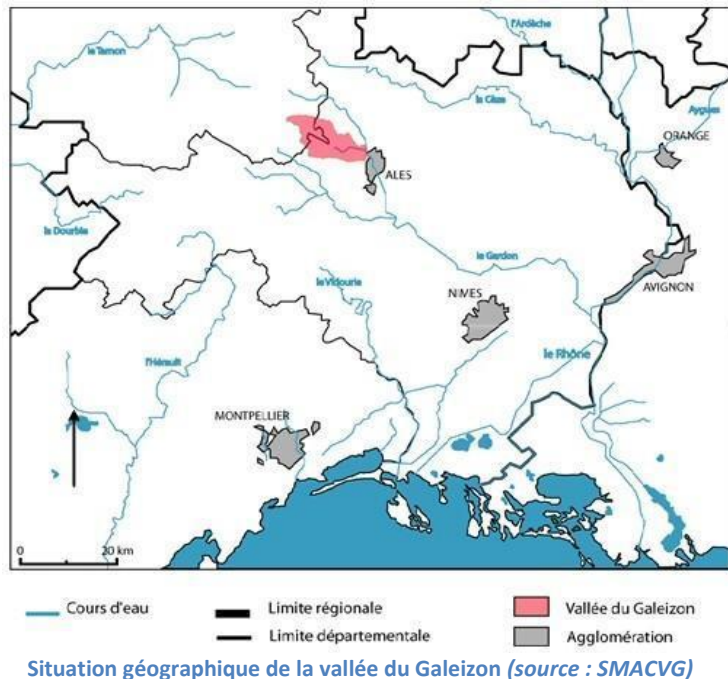 l'Ardèche
le Tarnon
la Cèze
Aygues
ORANGE
ALES
la Dourbie
le Gardon
le Vidourle
AVIGNON
NIMES
l'Hérault
le Rhône
MONTPELLIER
0 20 km
Cours d'eau
Limite régionale
Vallée du Galeizon
Limite départementale
Agglomération
Situation géographique de la vallée du Galeizon (source : SMACVG)